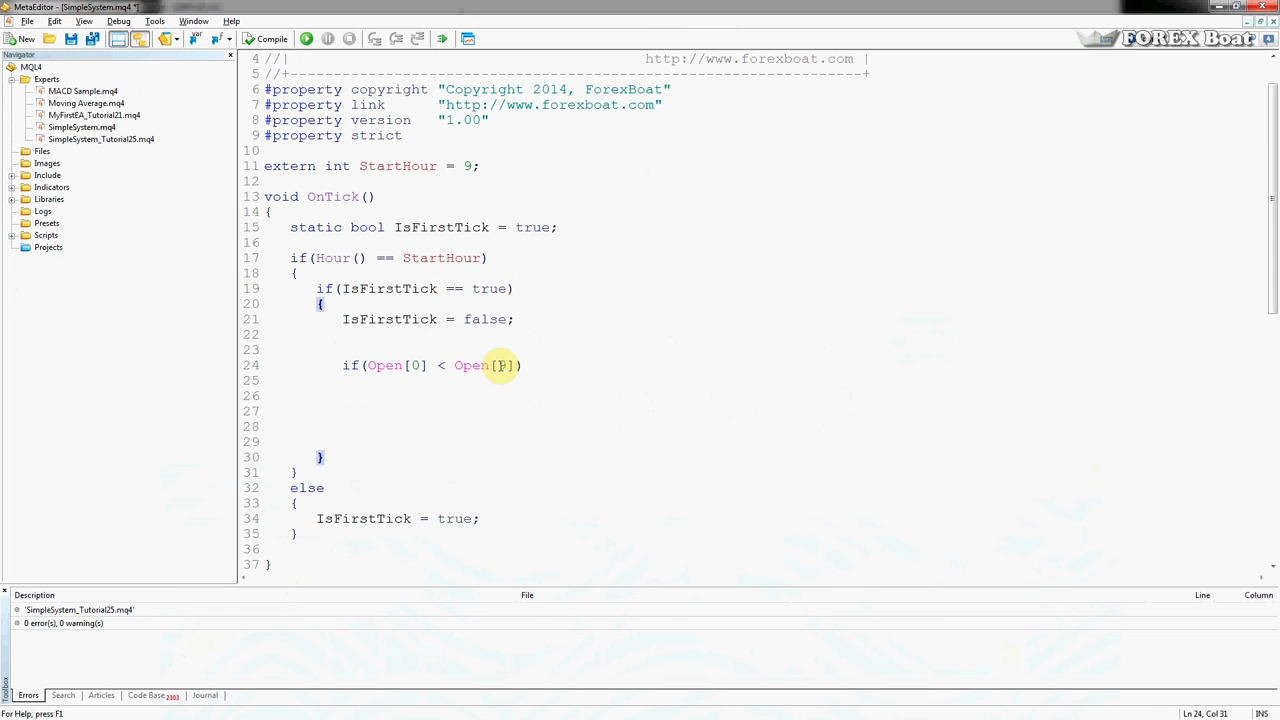 MetaEditor - [SimpleSystem.mq4 *]
File Edit View Debug Tools Window Help
New Compile FOREX Boat
Navigator
MQL4
Experts
MACD Sample.mq4
Moving Average.mq4
MyFirstEA_Tutorial21.mq4
SimpleSystem.mq4
SimpleSystem_Tutorial25.mq4
Files
Images
Include
Indicators
Libraries
Logs
Presets
Scripts
Projects
4 //| http://www.forexboat.com |
5 //+------------------------------------------------------------------+
6 #property copyright "Copyright 2014, ForexBoat"
7 #property link "http://www.forexboat.com"
8 #property version "1.00"
9 #property strict
10
11 extern int StartHour = 9;
12
13 void OnTick()
14 {
15 static bool IsFirstTick = true;
16
17 if(Hour() == StartHour)
18 {
19 if(IsFirstTick == true)
20 {
21 IsFirstTick = false;
22
23
24 if(Open[0] < Open[])
25
26
27
28
29
30 }
31 }
32 else
33 {
34 IsFirstTick = true;
35 }
36
37 }
Toolbox
Description File Line Column
'SimpleSystem_Tutorial25.mq4'
0 error(s), 0 warning(s)
Errors Search Articles Code Base 2303 Journal
For Help, press F1 Ln 24, Col 31 INS